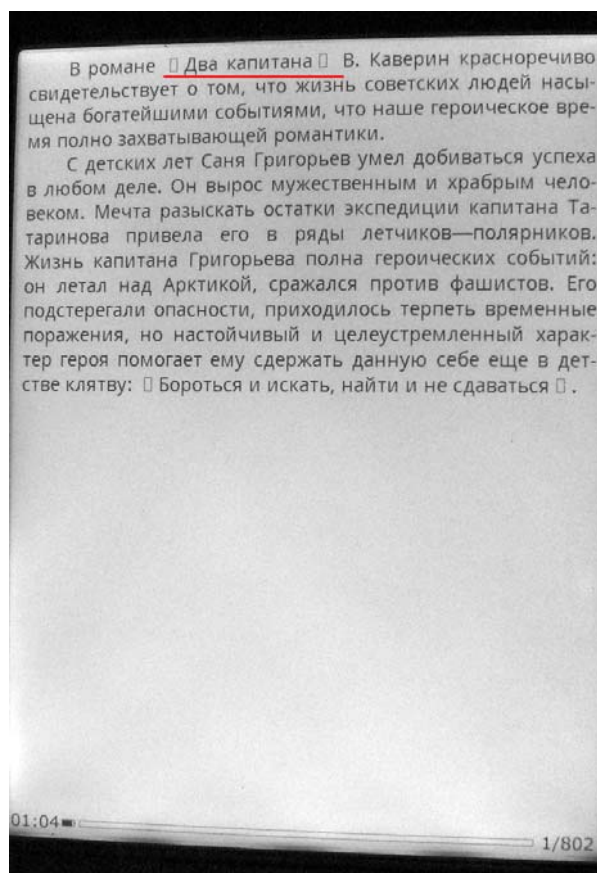 В романе ▯ Два капитана ▯ В. Каверин красноречиво
свидетельствует о том, что жизнь советских людей насы-
щена богатейшими событиями, что наше героическое вре-
мя полно захватывающей романтики.
С детских лет Саня Григорьев умел добиваться успеха
в любом деле. Он вырос мужественным и храбрым чело-
веком. Мечта разыскать остатки экспедиции капитана Та-
таринова привела его в ряды летчиков—полярников.
Жизнь капитана Григорьева полна героических событий:
он летал над Арктикой, сражался против фашистов. Его
подстерегали опасности, приходилось терпеть временные
поражения, но настойчивый и целеустремленный харак-
тер героя помогает ему сдержать данную себе еще в дет-
стве клятву: ▯ Бороться и искать, найти и не сдаваться ▯ .
01:04
1/802